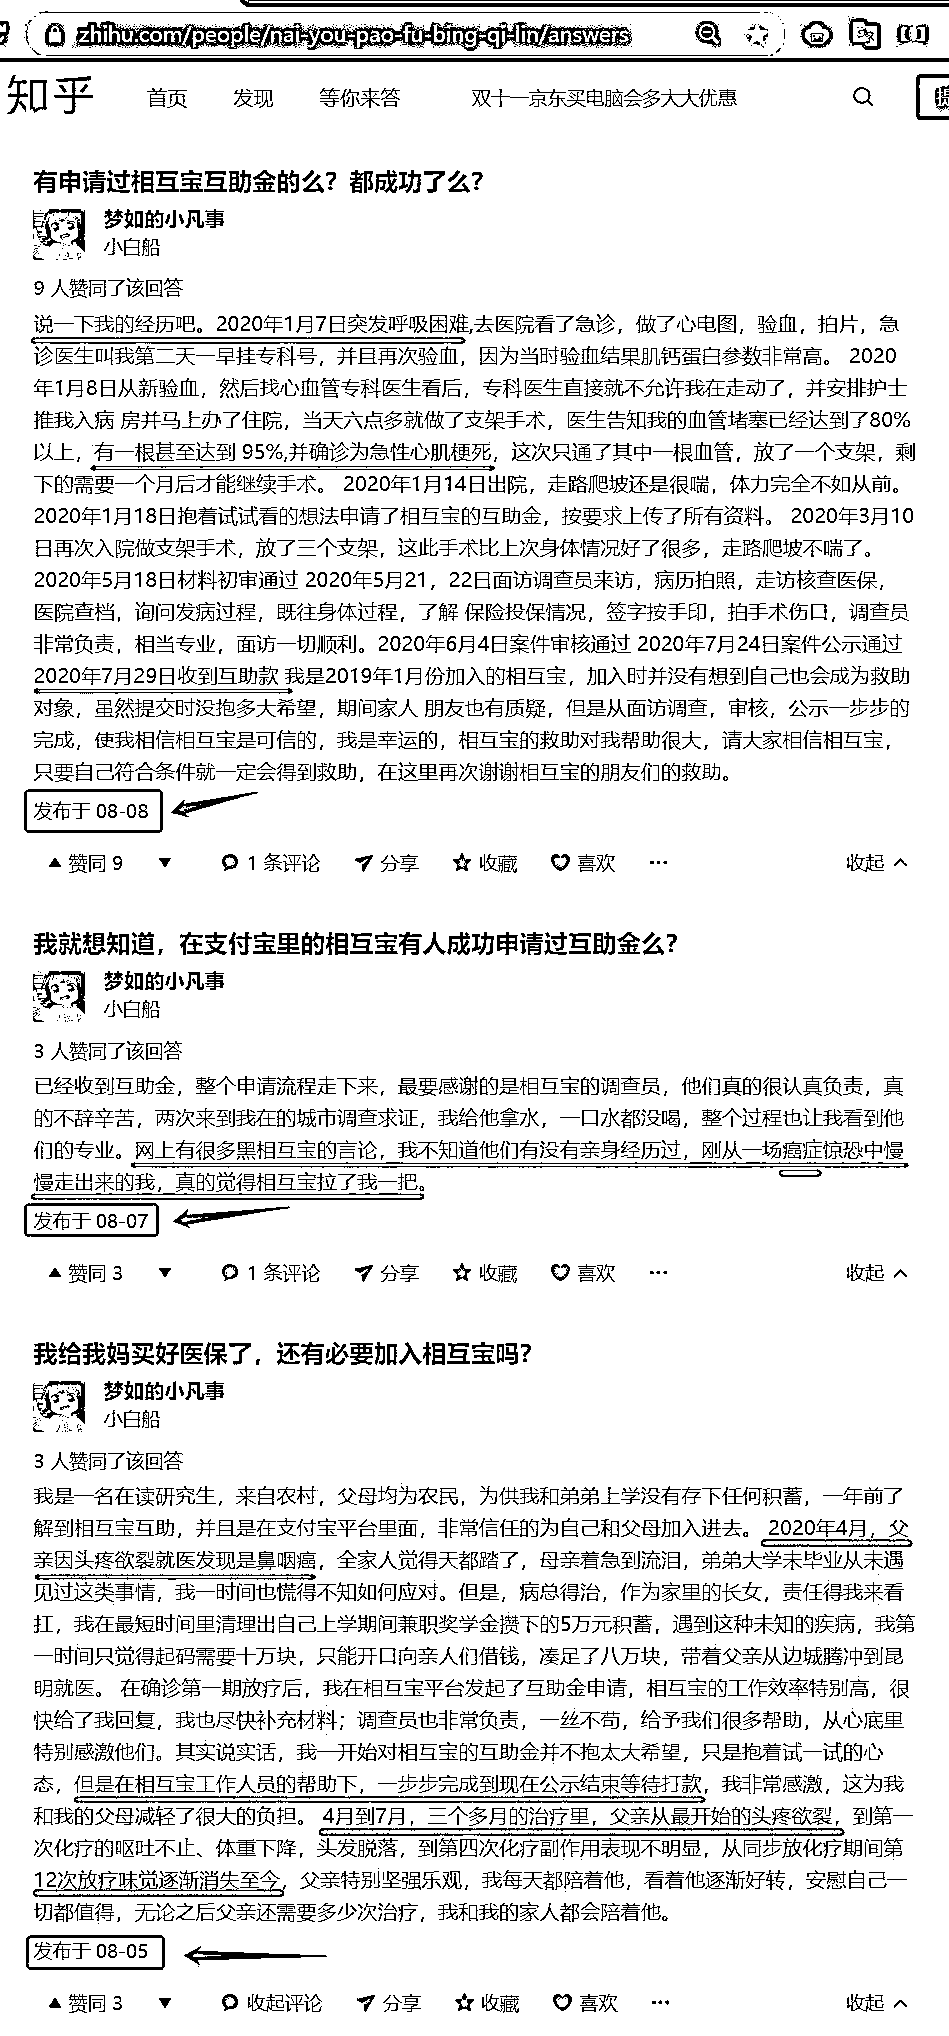 zhihu.com/people/nai-you-pao-fu-bing-qi-lin/answers
知乎 首页 发现 等你来答 双十一京东买电脑会多大大优惠
有申请过相互宝互助金的么？都成功了么？
梦如的小凡事
小白船
9 人赞同了该回答
说一下我的经历吧。2020年1月7日突发呼吸困难,去医院看了急诊，做了心电图，验血，拍片，急
诊医生叫我第二天一早挂专科号，并且再次验血，因为当时验血结果肌钙蛋白参数非常高。 2020
年1月8日从新验血，然后找心血管专科医生看后，专科医生直接就不允许我在走动了，并安排护士
推我入病 房并马上办了住院，当天六点多就做了支架手术，医生告知我的血管堵塞已经达到了80%
以上，有一根甚至达到 95%,并确诊为急性心肌梗死，这次只通了其中一根血管，放了一个支架，剩
下的需要一个月后才能继续手术。 2020年1月14日出院，走路爬坡还是很喘，体力完全不如从前。
2020年1月18日抱着试试看的想法申请了相互宝的互助金，按要求上传了所有资料。 2020年3月10
日再次入院做支架手术，放了三个支架，这此手术比上次身体情况好了很多，走路爬坡不喘了。
2020年5月18日材料初审通过 2020年5月21，22日面访调查员来访，病历拍照，走访核查医保，
医院查档，询问发病过程，既往身体过程，了解 保险投保情况，签字按手印，拍手术伤口，调查员
非常负责，相当专业，面访一切顺利。2020年6月4日案件审核通过 2020年7月24日案件公示通过
2020年7月29日收到互助款 我是2019年1月份加入的相互宝，加入时并没有想到自己也会成为救助
对象，虽然提交时没抱多大希望，期间家人 朋友也有质疑，但是从面访调查，审核，公示一步步的
完成，使我相信相互宝是可信的，我是幸运的，相互宝的救助对我帮助很大，请大家相信相互宝，
只要自己符合条件就一定会得到救助，在这里再次谢谢相互宝的朋友们的救助。
发布于 08-08
赞同 9 1 条评论 分享 收藏 喜欢 ··· 收起
我就想知道，在支付宝里的相互宝有人成功申请过互助金么？
梦如的小凡事
小白船
3 人赞同了该回答
已经收到互助金，整个申请流程走下来，最要感谢的是相互宝的调查员，他们真的很认真负责，真
的不辞辛苦，两次来到我在的城市调查求证，我给他拿水，一口水都没喝，整个过程也让我看到他
们的专业。网上有很多黑相互宝的言论，我不知道他们有没有亲身经历过，刚从一场癌症惊恐中慢
慢走出来的我，真的觉得相互宝拉了我一把。
发布于 08-07
赞同 3 1 条评论 分享 收藏 喜欢 ··· 收起
我给我妈买好医保了，还有必要加入相互宝吗？
梦如的小凡事
小白船
3 人赞同了该回答
我是一名在读研究生，来自农村，父母均为农民，为供我和弟弟上学没有存下任何积蓄，一年前了
解到相互宝互助，并且是在支付宝平台里面，非常信任的为自己和父母加入进去。 2020年4月，父
亲因头疼欲裂就医发现是鼻咽癌，全家人觉得天都踏了，母亲着急到流泪，弟弟大学未毕业从未遇
见过这类事情，我一时间也慌得不知如何应对。但是，病总得治，作为家里的长女，责任得我来看
扛，我在最短时间里清理出自己上学期间兼职奖学金攒下的5万元积蓄，遇到这种未知的疾病，我第
一时间只觉得起码需要十万块，只能开口向亲人们借钱，凑足了八万块，带着父亲从边城腾冲到昆
明就医。 在确诊第一期放疗后，我在相互宝平台发起了互助金申请，相互宝的工作效率特别高，很
快给了我回复，我也尽快补充材料；调查员也非常负责，一丝不苟，给予我们很多帮助，从心底里
特别感激他们。其实说实话，我一开始对相互宝的互助金并不抱太大希望，只是抱着试一试的心
态，但是在相互宝工作人员的帮助下，一步步完成到现在公示结束等待打款，我非常感激，这为我
和我的父母减轻了很大的负担。 4月到7月，三个多月的治疗里，父亲从最开始的头疼欲裂，到第一
次化疗的呕吐不止、体重下降，头发脱落，到第四次化疗副作用表现不明显，从同步放化疗期间第
12次放疗味觉逐渐消失至今，父亲特别坚强乐观，我每天都陪着他，看着他逐渐好转，安慰自己一
切都值得，无论之后父亲还需要多少次治疗，我和我的家人都会陪着他。
发布于 08-05
赞同 3 收起评论 分享 收藏 喜欢 ··· 收起